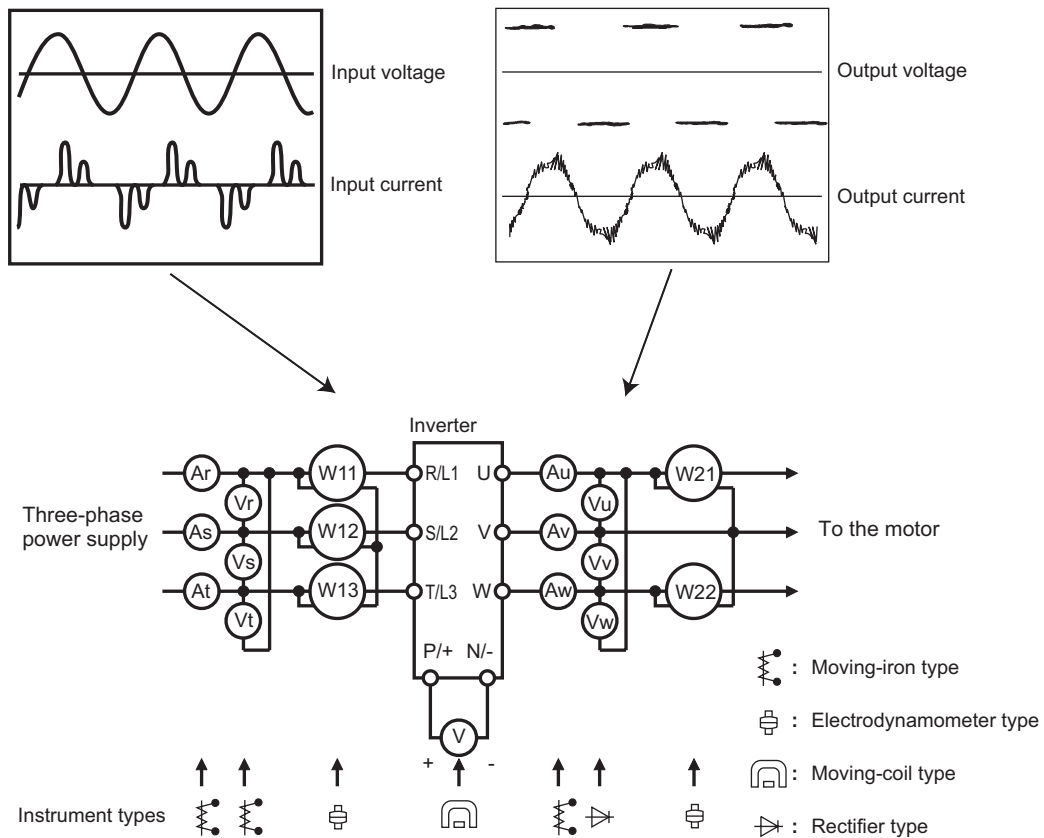 Input voltage
Input current
Output voltage
Output current
Inverter
Ar
Vr
As
Vs
At
Vt
W11
W12
W13
R/L1
S/L2
T/L3
U
V
W
P/+
N/-
Au
Vu
Av
Vv
Aw
Vw
W21
W22
Three-phase
power supply
To the motor
V
+
-
: Moving-iron type
: Electrodynamometer type
: Moving-coil type
: Rectifier type
Instrument types